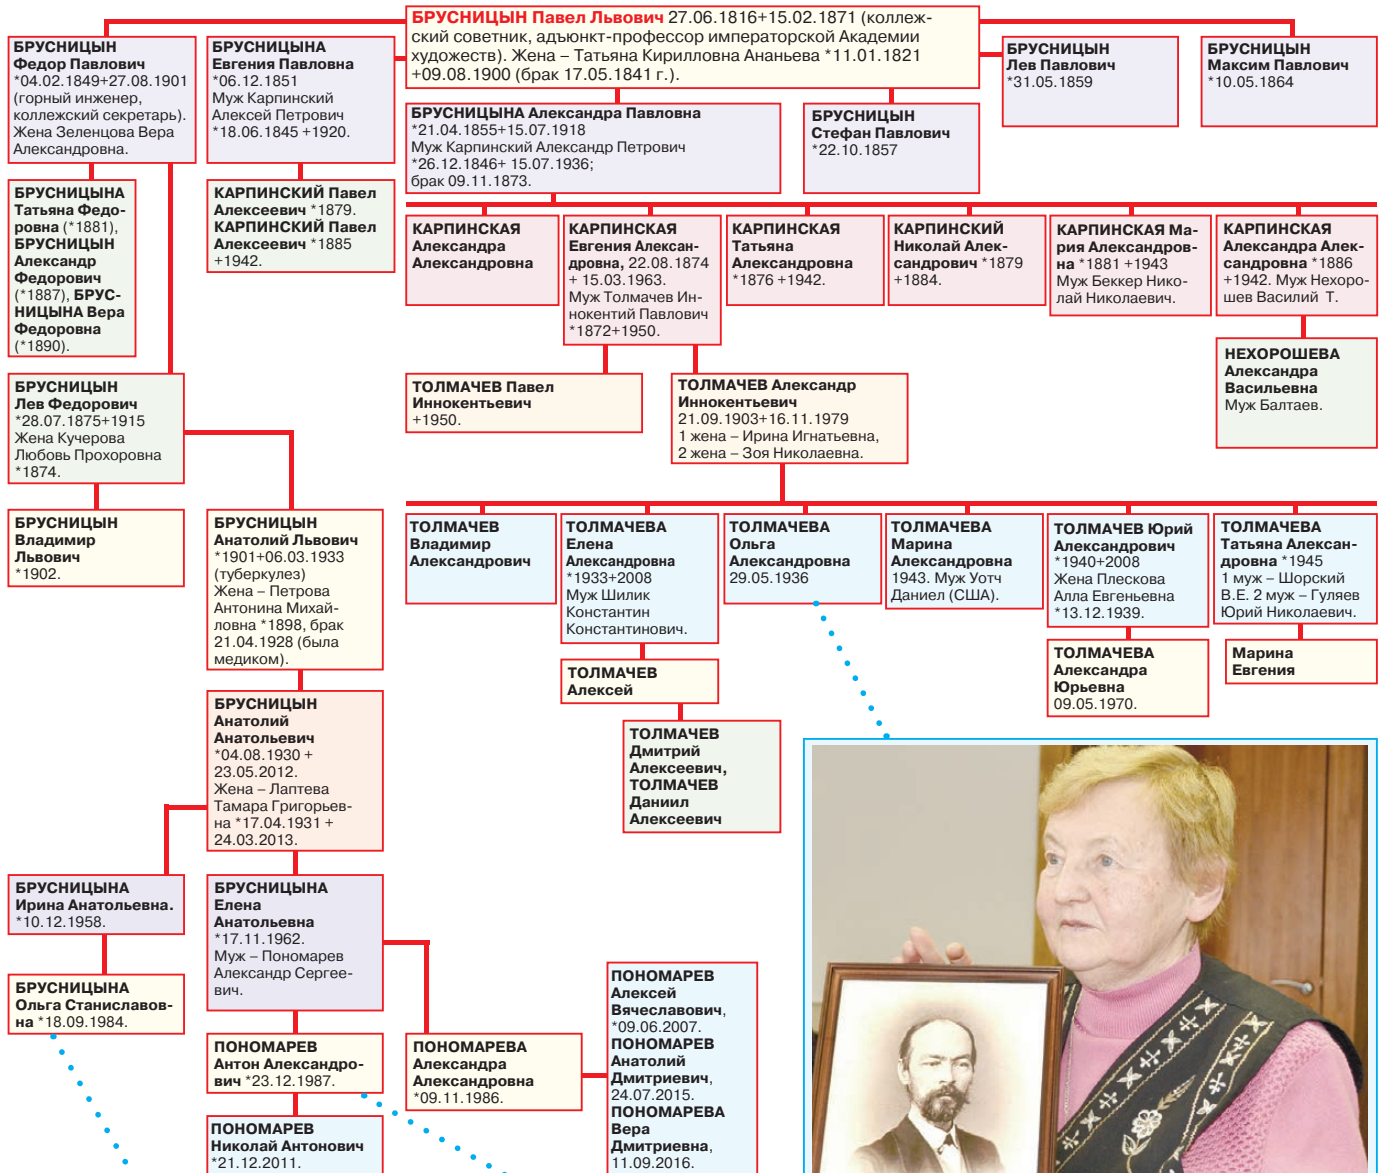 БРУСНИЦЫН Павел Львович 27.06.1816+15.02.1871 (коллеж-
ский советник, адъюнкт-профессор императорской Академии
художеств). Жена – Татьяна Кирилловна Ананьева *11.01.1821
+09.08.1900 (брак 17.05.1841 г.).
БРУСНИЦЫН
Федор Павлович
*04.02.1849+27.08.1901
(горный инженер,
коллежский секретарь).
Жена Зеленцова Вера
Александровна.
БРУСНИЦЫНА
Евгения Павловна
*06.12.1851
Муж Карпинский
Алексей Петрович
*18.06.1845 +1920.
БРУСНИЦЫНА Александра Павловна
*21.04.1855+15.07.1918
Муж Карпинский Александр Петрович
*26.12.1846+ 15.07.1936;
брак 09.11.1873.
БРУСНИЦЫН
Стефан Павлович
*22.10.1857
БРУСНИЦЫН
Лев Павлович
*31.05.1859
БРУСНИЦЫН
Максим Павлович
*10.05.1864
БРУСНИЦЫНА
Татьяна Федо-
ровна (*1881),
БРУСНИЦЫН
Александр
Федорович
(*1887), БРУС-
НИЦЫНА Вера
Федоровна
(*1890).
КАРПИНСКИЙ Павел
Алексеевич *1879.
КАРПИНСКИЙ Павел
Алексеевич *1885
+1942.
КАРПИНСКАЯ
Александра
Александровна
КАРПИНСКАЯ
Евгения Алексан-
дровна, 22.08.1874
+ 15.03.1963.
Муж Толмачев Ин-
нокентий Павлович
*1872+1950.
КАРПИНСКАЯ
Татьяна
Александровна
*1876 +1942.
КАРПИНСКИЙ
Николай Алек-
сандрович *1879
+1884.
КАРПИНСКАЯ Ма-
рия Александров-
на *1881 +1943
Муж Беккер Нико-
лай Николаевич.
КАРПИНСКАЯ
Александра Алек-
сандровна *1886
+1942. Муж Нехоро-
шев Василий Т.
НЕХОРОШЕВА
Александра
Васильевна
Муж Балтаев.
БРУСНИЦЫН
Лев Федорович
*28.07.1875+1915
Жена Кучерова
Любовь Прохоровна
*1874.
ТОЛМАЧЕВ Павел
Иннокентьевич
+1950.
ТОЛМАЧЕВ Александр
Иннокентьевич
21.09.1903+16.11.1979
1 жена – Ирина Игнатьевна,
2 жена – Зоя Николаевна.
БРУСНИЦЫН
Владимир
Львович
*1902.
БРУСНИЦЫН
Анатолий Львович
*1901+06.03.1933
(туберкулез)
Жена – Петрова
Антонина Михай-
ловна *1898, брак
21.04.1928 (была
медиком).
ТОЛМАЧЕВ
Владимир
Александрович
ТОЛМАЧЕВА
Елена
Александровна
*1933+2008
Муж Шилик
Константин
Константинович.
ТОЛМАЧЕВА
Ольга
Александровна
29.05.1936
ТОЛМАЧЕВА
Марина
Александровна
1943. Муж Уотч
Даниел (США).
ТОЛМАЧЕВ Юрий
Александрович
*1940+2008
Жена Плескова
Алла Евгеньевна
*13.12.1939.
ТОЛМАЧЕВА
Татьяна Алексан-
дровна *1945
1 муж – Шорский
В.Е. 2 муж – Гуляев
Юрий Николаевич.
ТОЛМАЧЕВ
Алексей
ТОЛМАЧЕВА
Александра
Юрьевна
09.05.1970.
Марина
Евгения
БРУСНИЦЫН
Анатолий
Анатольевич
*04.08.1930 +
23.05.2012.
Жена – Лаптева
Тамара Григорьев-
на *17.04.1931 +
24.03.2013.
ТОЛМАЧЕВ
Дмитрий
Алексеевич,
ТОЛМАЧЕВ
Даниил
Алексеевич
БРУСНИЦЫНА
Ирина Анатольевна.
*10.12.1958.
БРУСНИЦЫНА
Елена
Анатольевна
*17.11.1962.
Муж – Пономарев
Александр Сергее-
вич.
БРУСНИЦЫНА
Ольга Станиславов-
на *18.09.1984.
ПОНОМАРЕВ
Антон Александро-
вич *23.12.1987.
ПОНОМАРЕВА
Александра
Александровна
*09.11.1986.
ПОНОМАРЕВ
Алексей
Вячеславович,
*09.06.2007.
ПОНОМАРЕВ
Анатолий
Дмитриевич,
24.07.2015.
ПОНОМАРЕВА
Вера
Дмитриевна,
11.09.2016.
ПОНОМАРЕВ
Николай Антонович
*21.12.2011.